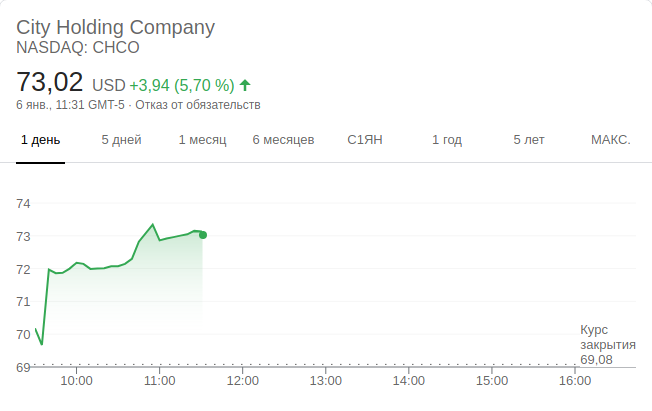 City Holding Company
NASDAQ: CHCO
73,02 USD +3,94 (5,70 %)
6 янв., 11:31 GMT-5 · Отказ от обязательств
1 день 5 дней 1 месяц 6 месяцев С1ЯН 1 год 5 лет МАКС.
74
73
72
71
70
69
Курс
закрытия
69,08
10:00 11:00 12:00 13:00 14:00 15:00 16:00